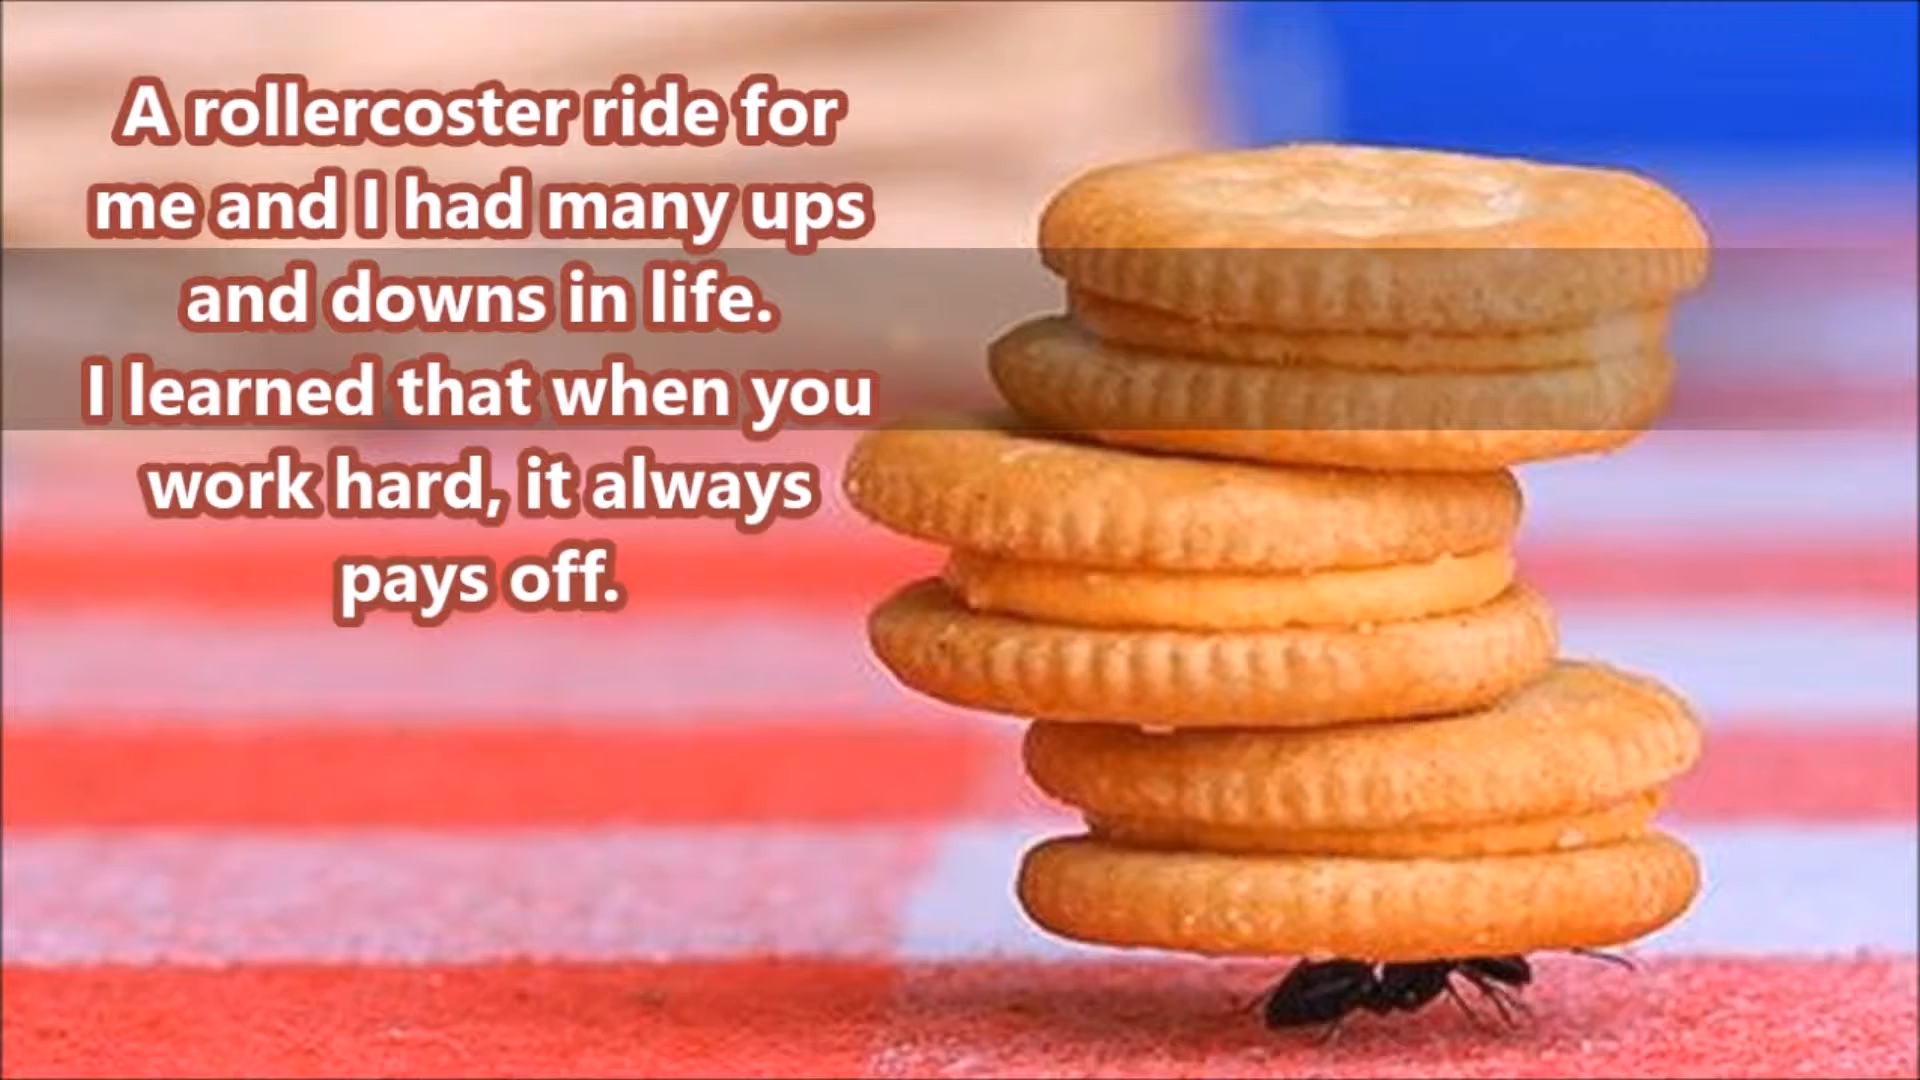 A rollercoster ride for
me and I had many ups
and downs in life.
I learned that when you
work hard, it always
pays off.